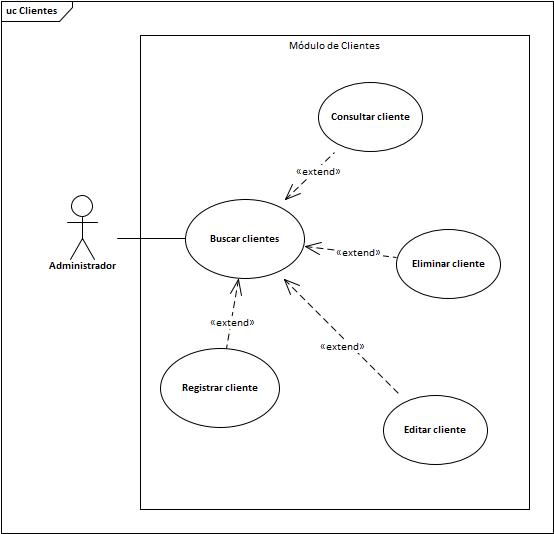 uc Clientes
Módulo de Clientes
Consultar cliente
«extend»
Buscar clientes
Administrador
«extend»
Eliminar cliente
«extend»
«extend»
Registrar cliente
Editar cliente